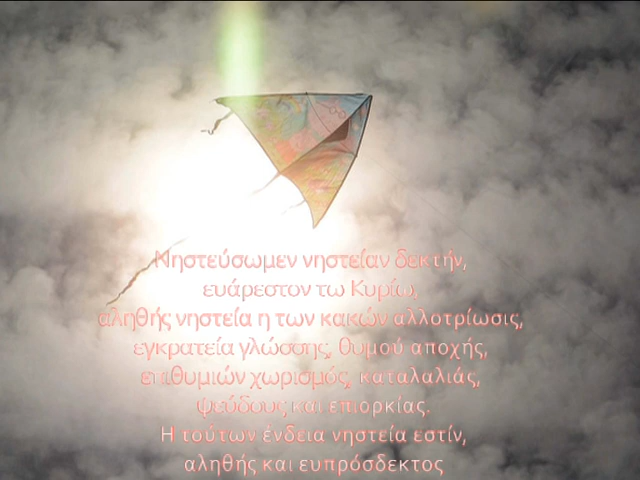 Νηστεύσωμεν νηστείαν δεκτήν,
ευάρεστον τω Κυρίω,
αληθής νηστεία η των κακών αλλοτρίωσις,
εγκρατεία γλώσσης, θυμού αποχής,
επιθυμιών χωρισμός, καταλαλιάς,
ψεύδους και επιορκίας.
Η τούτων ένδεια νηστεία εστίν,
αληθής και ευπρόσδεκτος